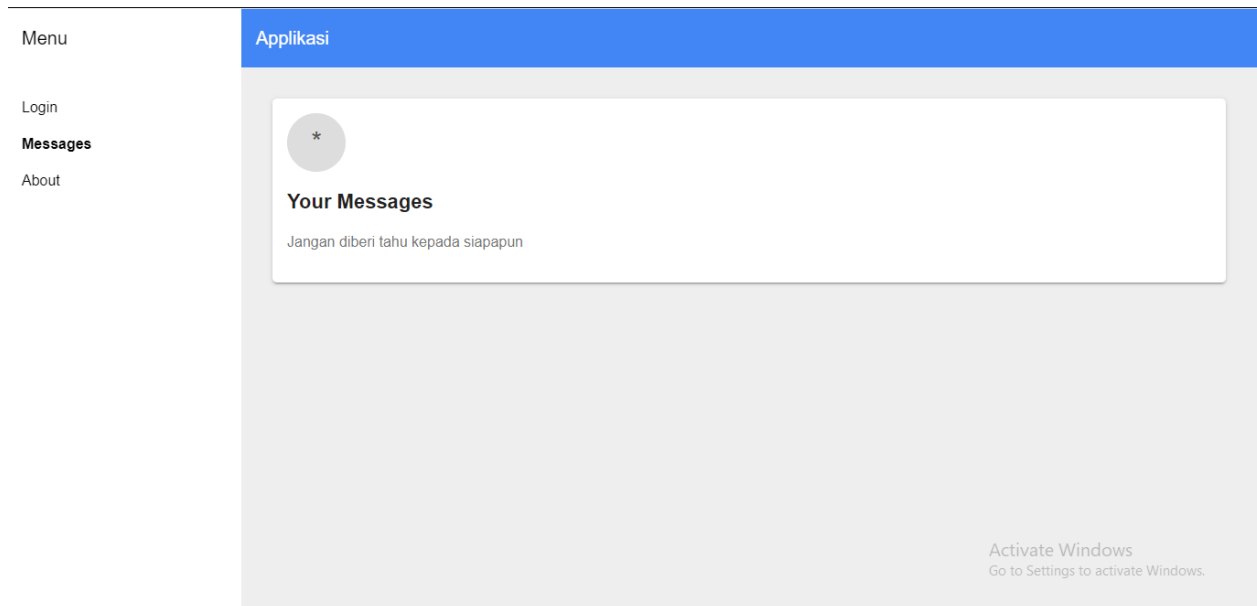 Menu
Applikasi
Login
Messages
About
*
Your Messages
Jangan diberi tahu kepada siapapun
Activate Windows
Go to Settings to activate Windows.